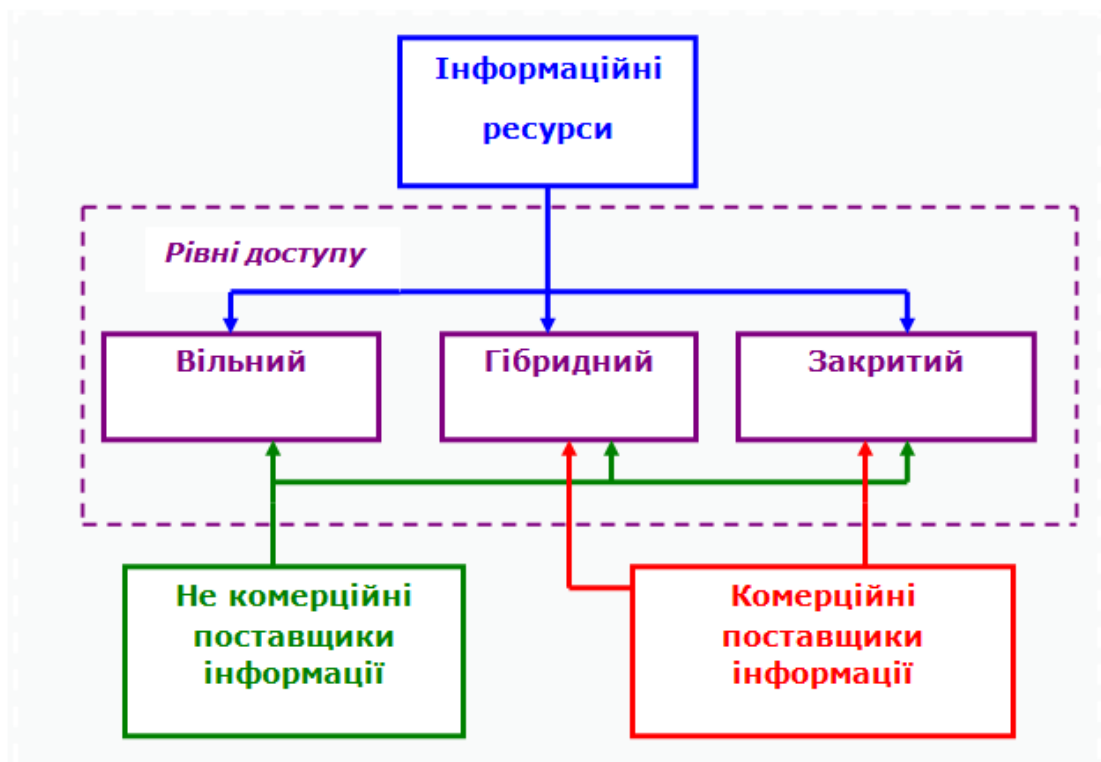 Інформаційні
ресурси
Рівні доступу
Вільний
Гібридний
Закритий
Не комерційні
поставщики
інформації
Комерційні
поставщики
інформації